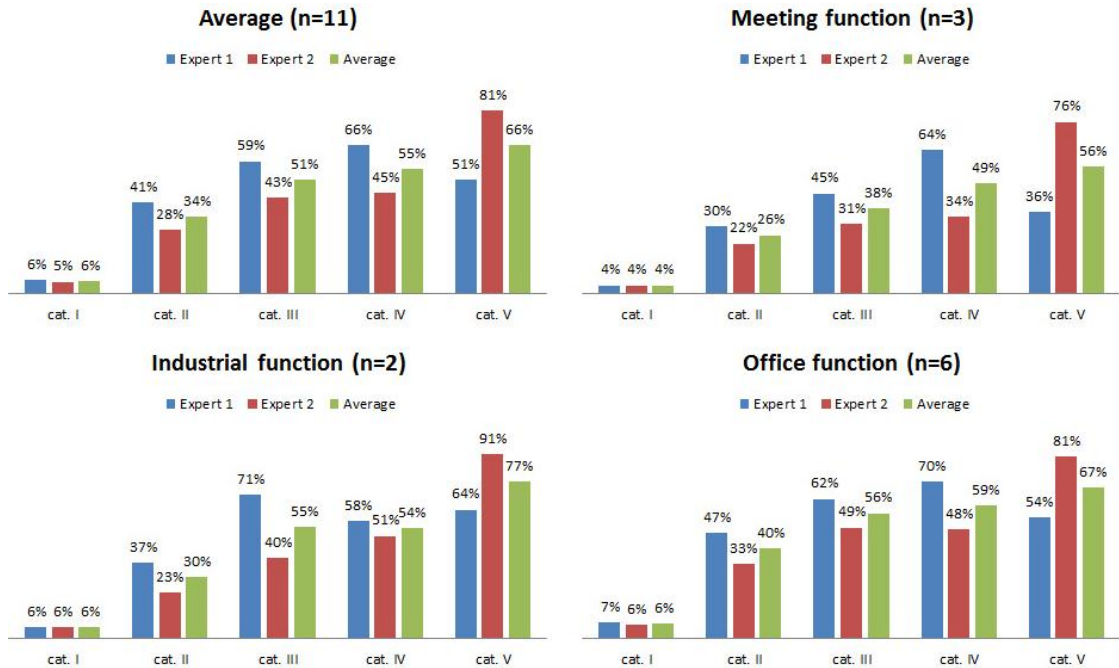 Average (n=11)
Expert 1 Expert 2 Average
6% 5% 6% 41% 28% 34% 59% 43% 51% 66% 45% 55% 51% 81% 66%
cat. I cat. II cat. III cat. IV cat. V
Meeting function (n=3)
Expert 1 Expert 2 Average
4% 4% 4% 30% 22% 26% 45% 31% 38% 64% 34% 49% 36% 76% 56%
cat. I cat. II cat. III cat. IV cat. V
Industrial function (n=2)
Expert 1 Expert 2 Average
6% 6% 6% 37% 23% 30% 71% 40% 55% 58% 51% 54% 64% 91% 77%
cat. I cat. II cat. III cat. IV cat. V
Office function (n=6)
Expert 1 Expert 2 Average
7% 6% 6% 47% 33% 40% 62% 49% 56% 70% 48% 59% 54% 81% 67%
cat. I cat. II cat. III cat. IV cat. V